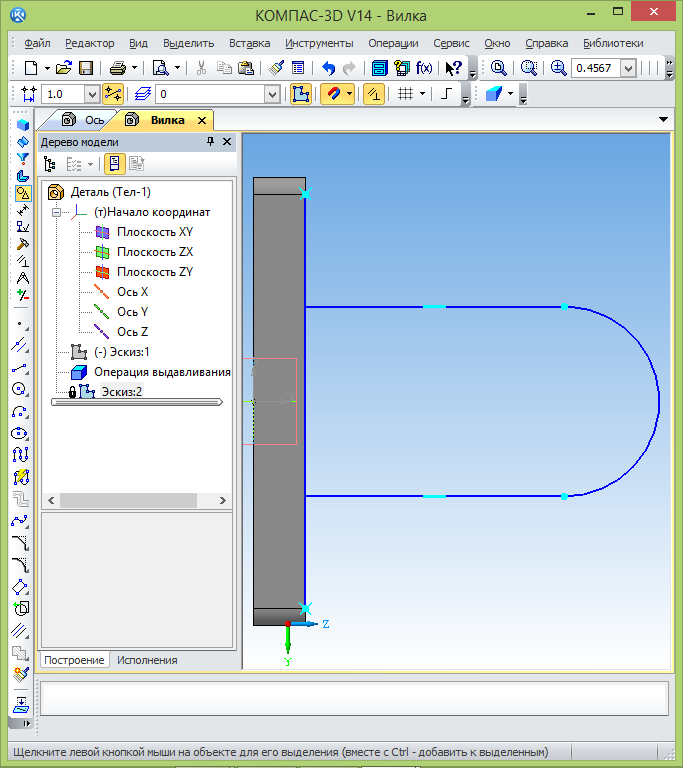 КОМПАС-3D V14 - Вилка
Файл Редактор Вид Выделить Вставка Инструменты Операции Сервис Окно Справка Библиотеки
f(x) 0.4567
1.0 0
Ось Вилка
Дерево модели
Деталь (Тел-1)
(т)Начало координат
Плоскость XY
Плоскость ZX
Плоскость ZY
Ось X
Ось Y
Ось Z
(-) Эскиз:1
Операция выдавливания
Эскиз:2
Z
Y
Построение Исполнения
Щелкните левой кнопкой мыши на объекте для его выделения (вместе с Ctrl - добавить к выделенным)